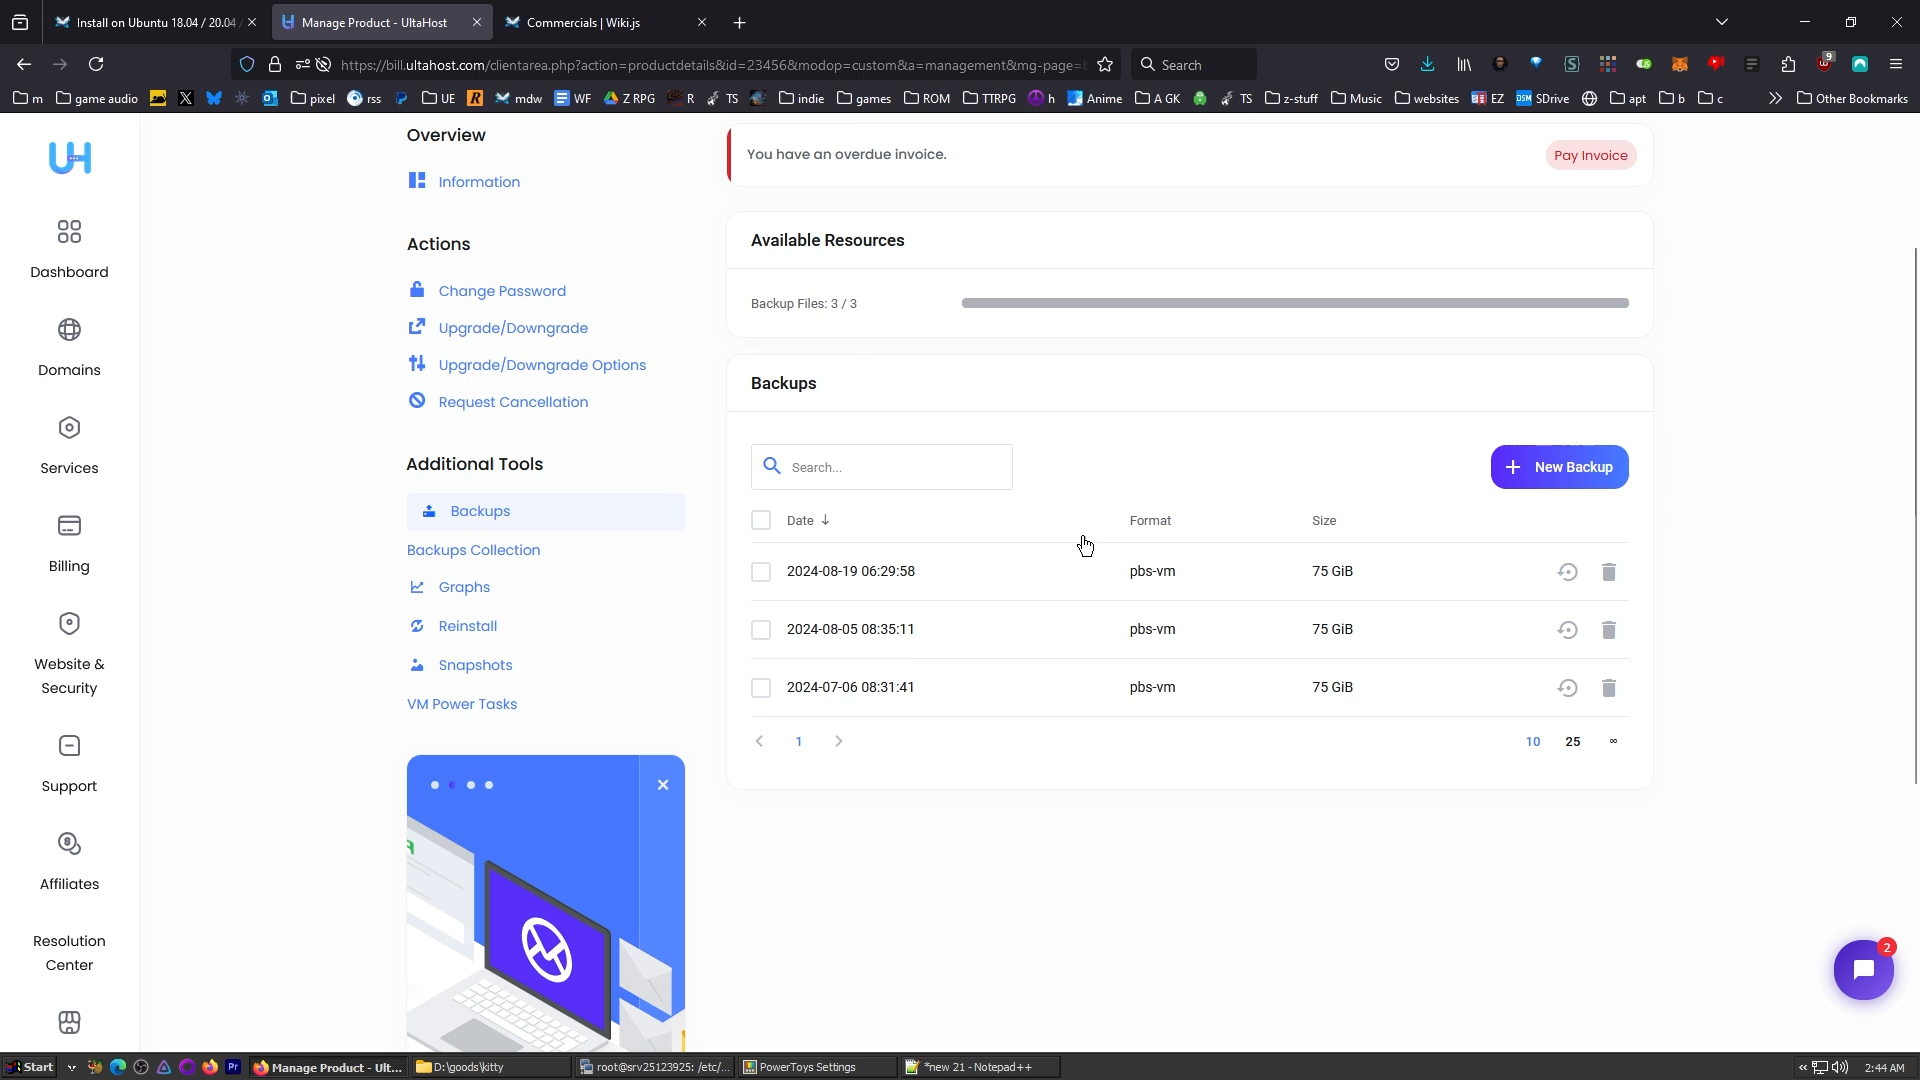 Install on Ubuntu 18.04 / 20.04 /
Manage Product - UltaHost
Commercials | Wiki.js
https://bill.ultahost.com/clientarea.php?action=productdetails&id=23456&modop=custom&a=management&mg-page=
Search
9
m
game audio
pixel
rss
UE
mdw
WF
Z RPG
R
TS
indie
games
ROM
TTRPG
h
Anime
A GK
TS
z-stuff
Music
websites
EZ
SDrive
apt
b
c
Other Bookmarks
UH
Dashboard
Domains
Services
Billing
Website &
Security
Support
Affiliates
Resolution
Center
Overview
Information
Actions
Change Password
Upgrade/Downgrade
Upgrade/Downgrade Options
Request Cancellation
Additional Tools
Backups
Backups Collection
Graphs
Reinstall
Snapshots
VM Power Tasks
You have an overdue invoice.
Pay Invoice
Available Resources
Backup Files: 3 / 3
Backups
Search...
New Backup
Date Format Size
2024-08-19 06:29:58 pbs-vm 75 GiB
2024-08-05 08:35:11 pbs-vm 75 GiB
2024-07-06 08:31:41 pbs-vm 75 GiB
1
10 25 ∞
2
Start
Manage Product - Ult...
D:\goods\kitty
root@srv25123925: /etc/...
PowerToys Settings
*new 21 - Notepad++
2:44 AM